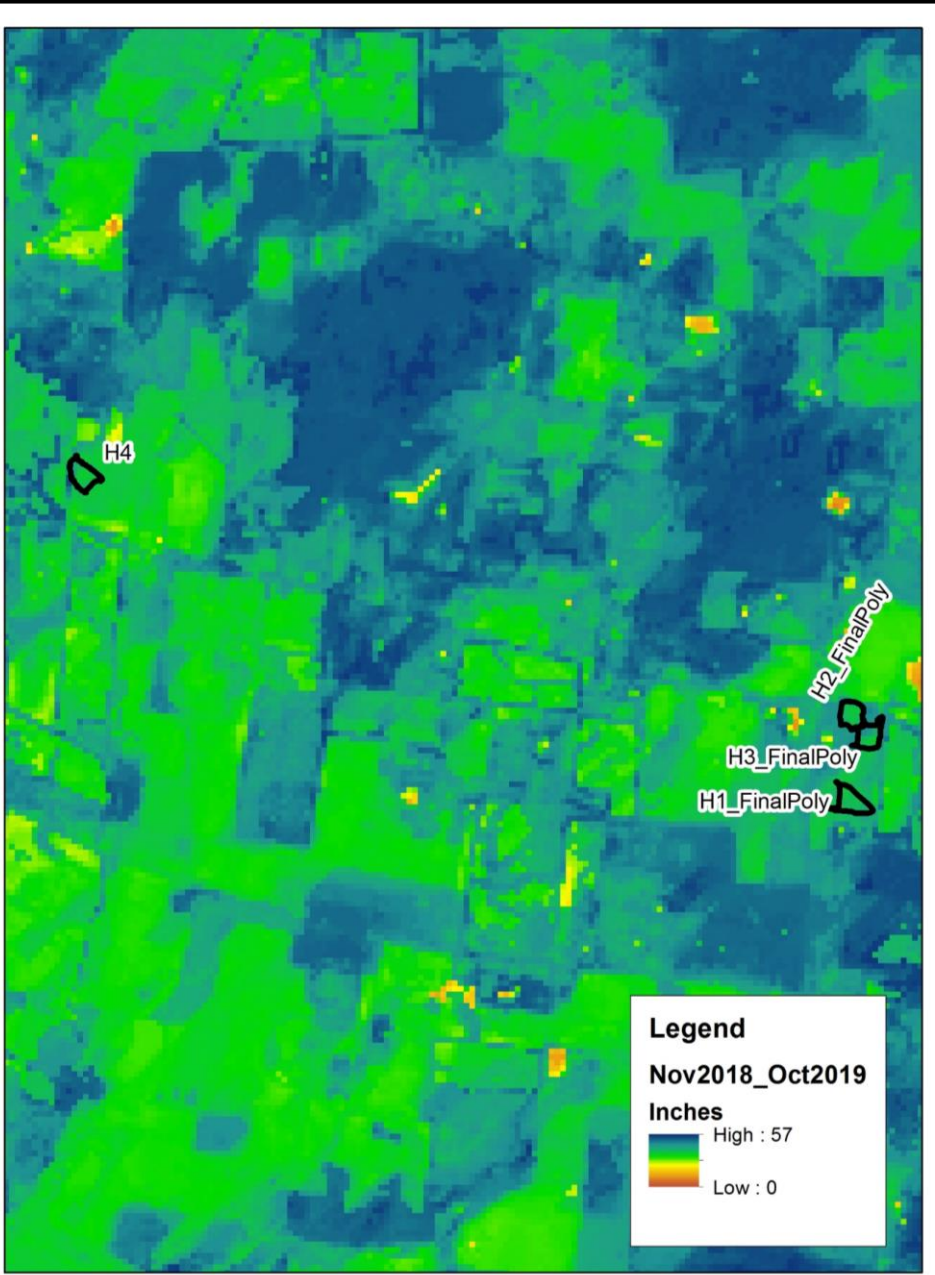 H4
H2_FinalPoly
H3_FinalPoly
H1_FinalPoly
Legend
Nov2018_Oct2019
Inches
High : 57
Low : 0